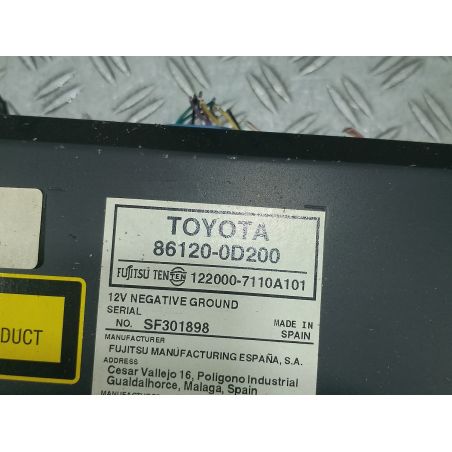 TOYOTA
86120-0D200
FUJITSU TEN TEN 122000-7110A101
12V NEGATIVE GROUND
SERIAL
NO. SF301898 MADE IN
SPAIN
MANUFACTURER
FUJITSU MANUFACTURING ESPAÑA, S.A.
ADDRESS
Cesar Vallejo 16, Poligono Industrial
Gualdalhorce, Malaga, Spain
DUCT